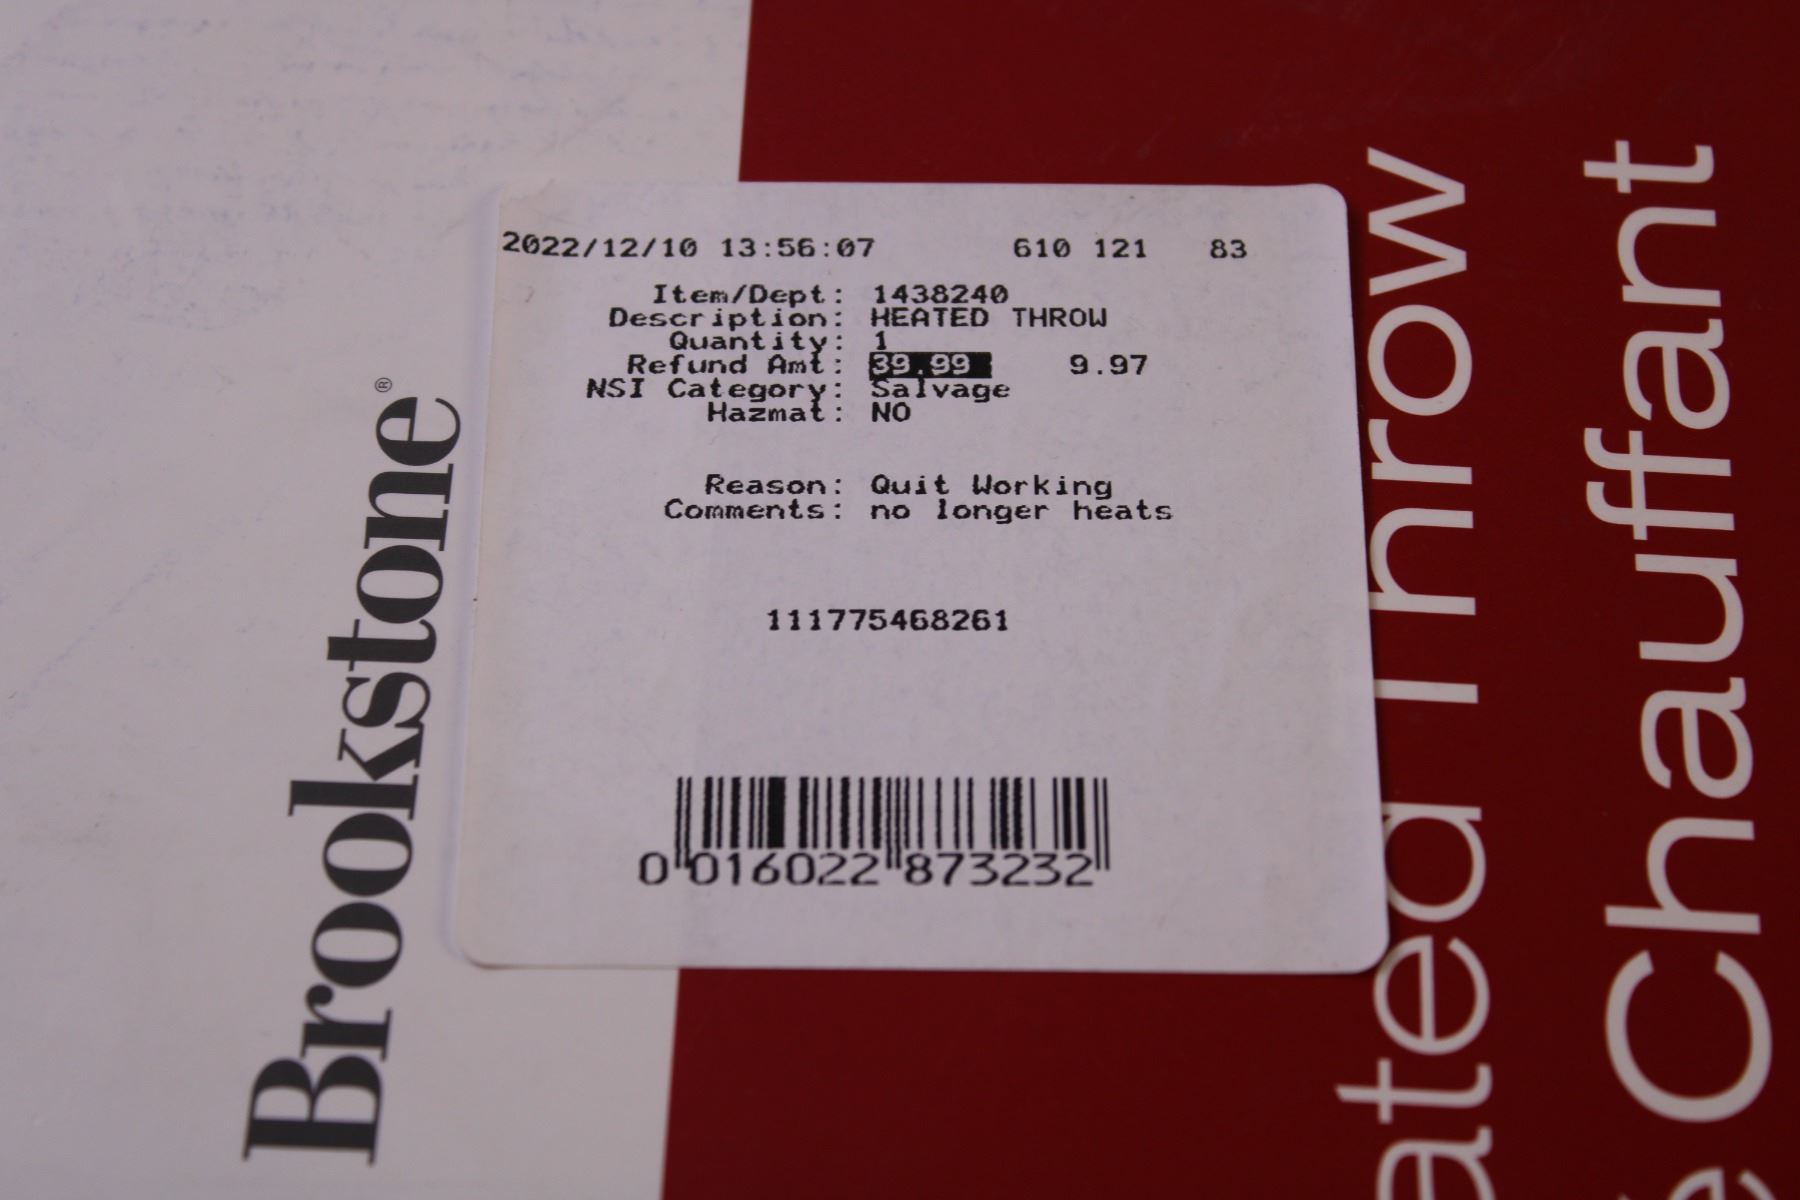 2022/12/10 13:56:07 610 121 83
Item/Dept: 1438240
Description: HEATED THROW
Quantity: 1
Refund Amt: 39.99 9.97
NSI Category: Salvage
Hazmat: NO
Reason: Quit Working
Comments: no longer heats
111775468261
0 016022 873232
Brookstone®
ated Throw
e Chauffant